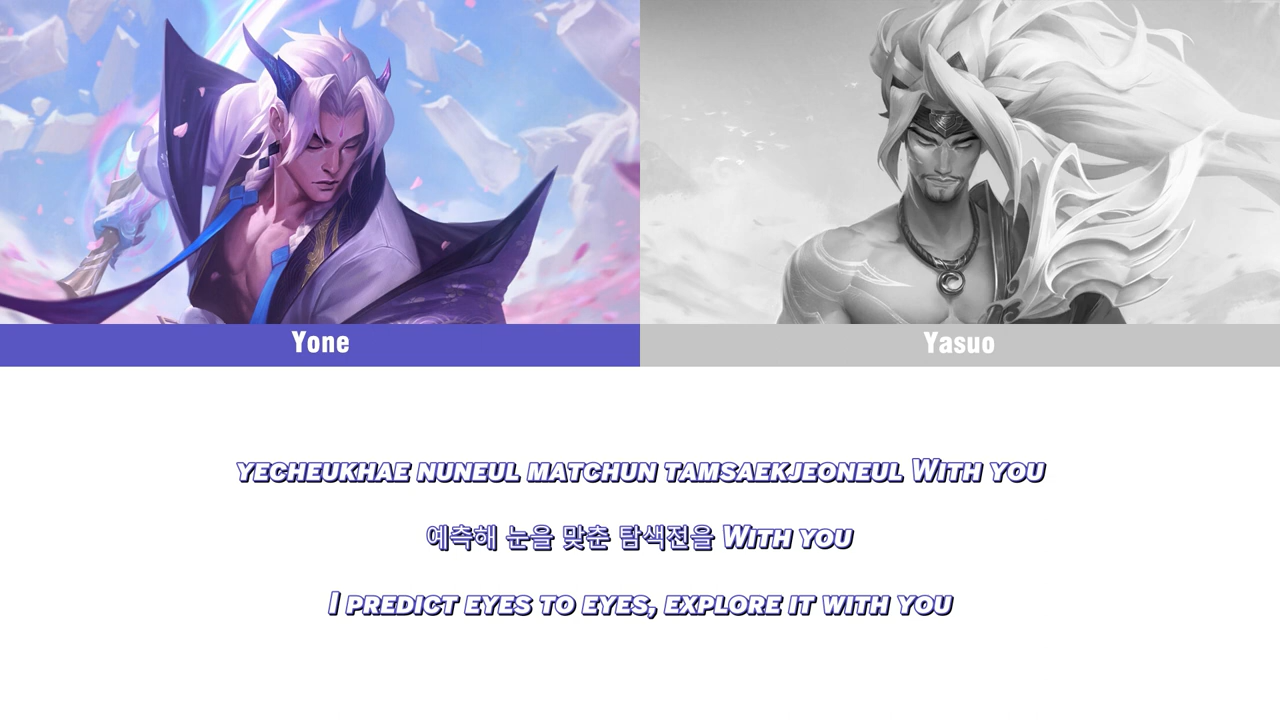 Yone
Yasuo
YECHEUKHAE NUNEUL MATCHUN TAMSAEKJEONEUL WITH YOU
예측해 눈을 맞춘 탐색전을 WITH YOU
I PREDICT EYES TO EYES, EXPLORE IT WITH YOU